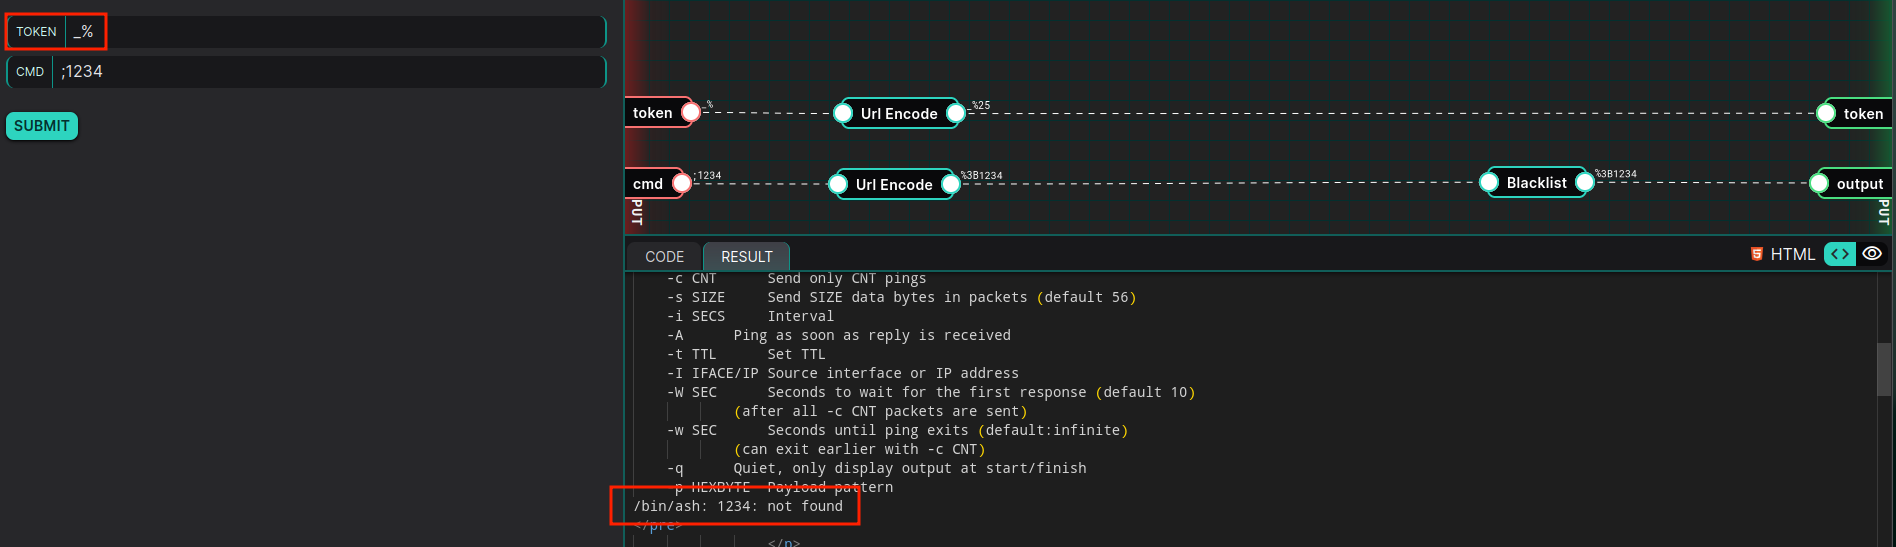 TOKEN _%
CMD ;1234
SUBMIT
token _% Url Encode _%25 token
cmd ;1234 Url Encode %3B1234 Blacklist %3B1234 output
PUT PUT
CODE RESULT HTML
-c CNT Send only CNT pings
-s SIZE Send SIZE data bytes in packets (default 56)
-i SECS Interval
-A Ping as soon as reply is received
-t TTL Set TTL
-I IFACE/IP Source interface or IP address
-W SEC Seconds to wait for the first response (default 10)
(after all -c CNT packets are sent)
-w SEC Seconds until ping exits (default:infinite)
(can exit earlier with -c CNT)
-q Quiet, only display output at start/finish
-p HEXBYTE Payload pattern
/bin/ash: 1234: not found
</pre>
</p>